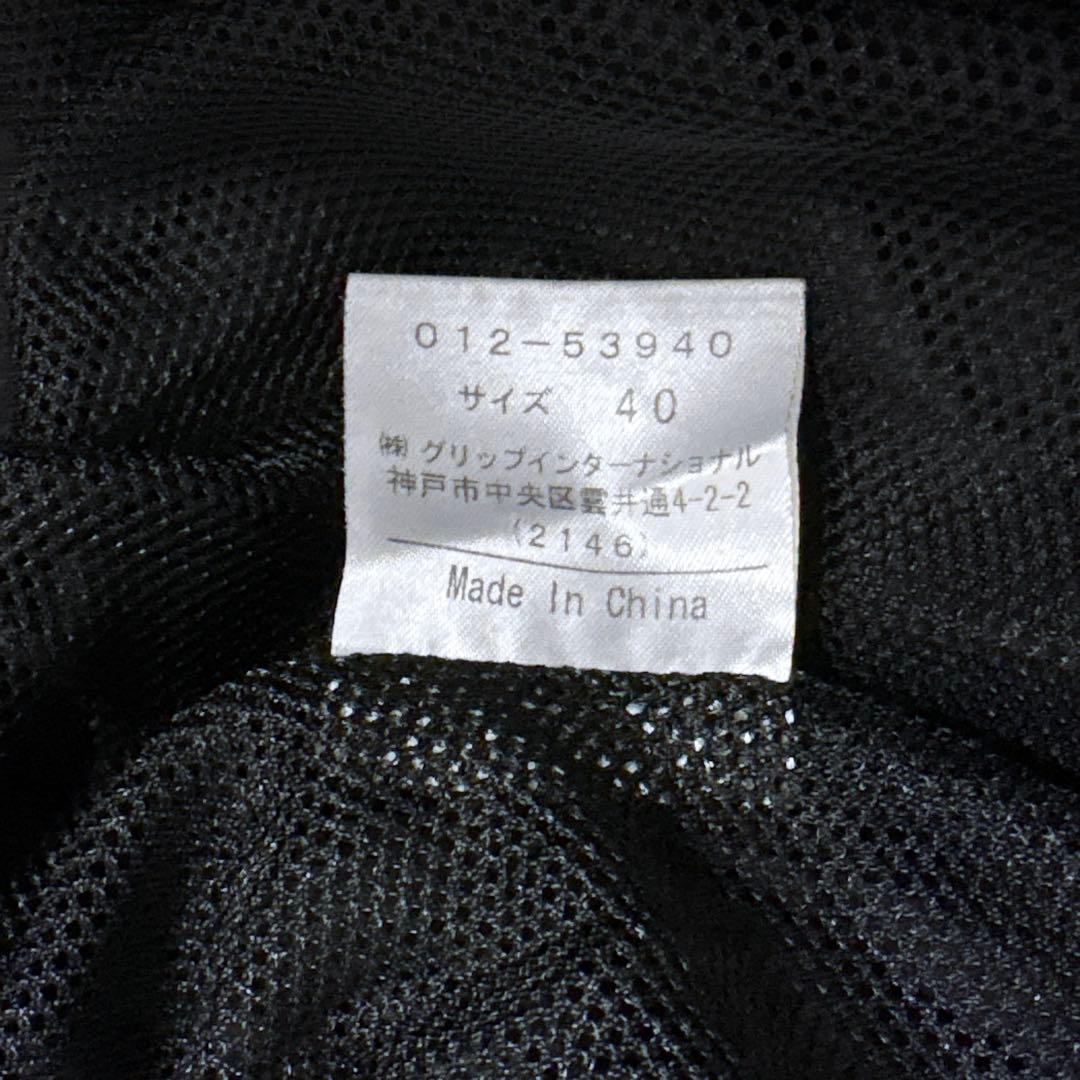 012-53940
サイズ 40
㈱グリップインターナショナル
神戸市中央区雲井通4-2-2
(2146)
Made In China